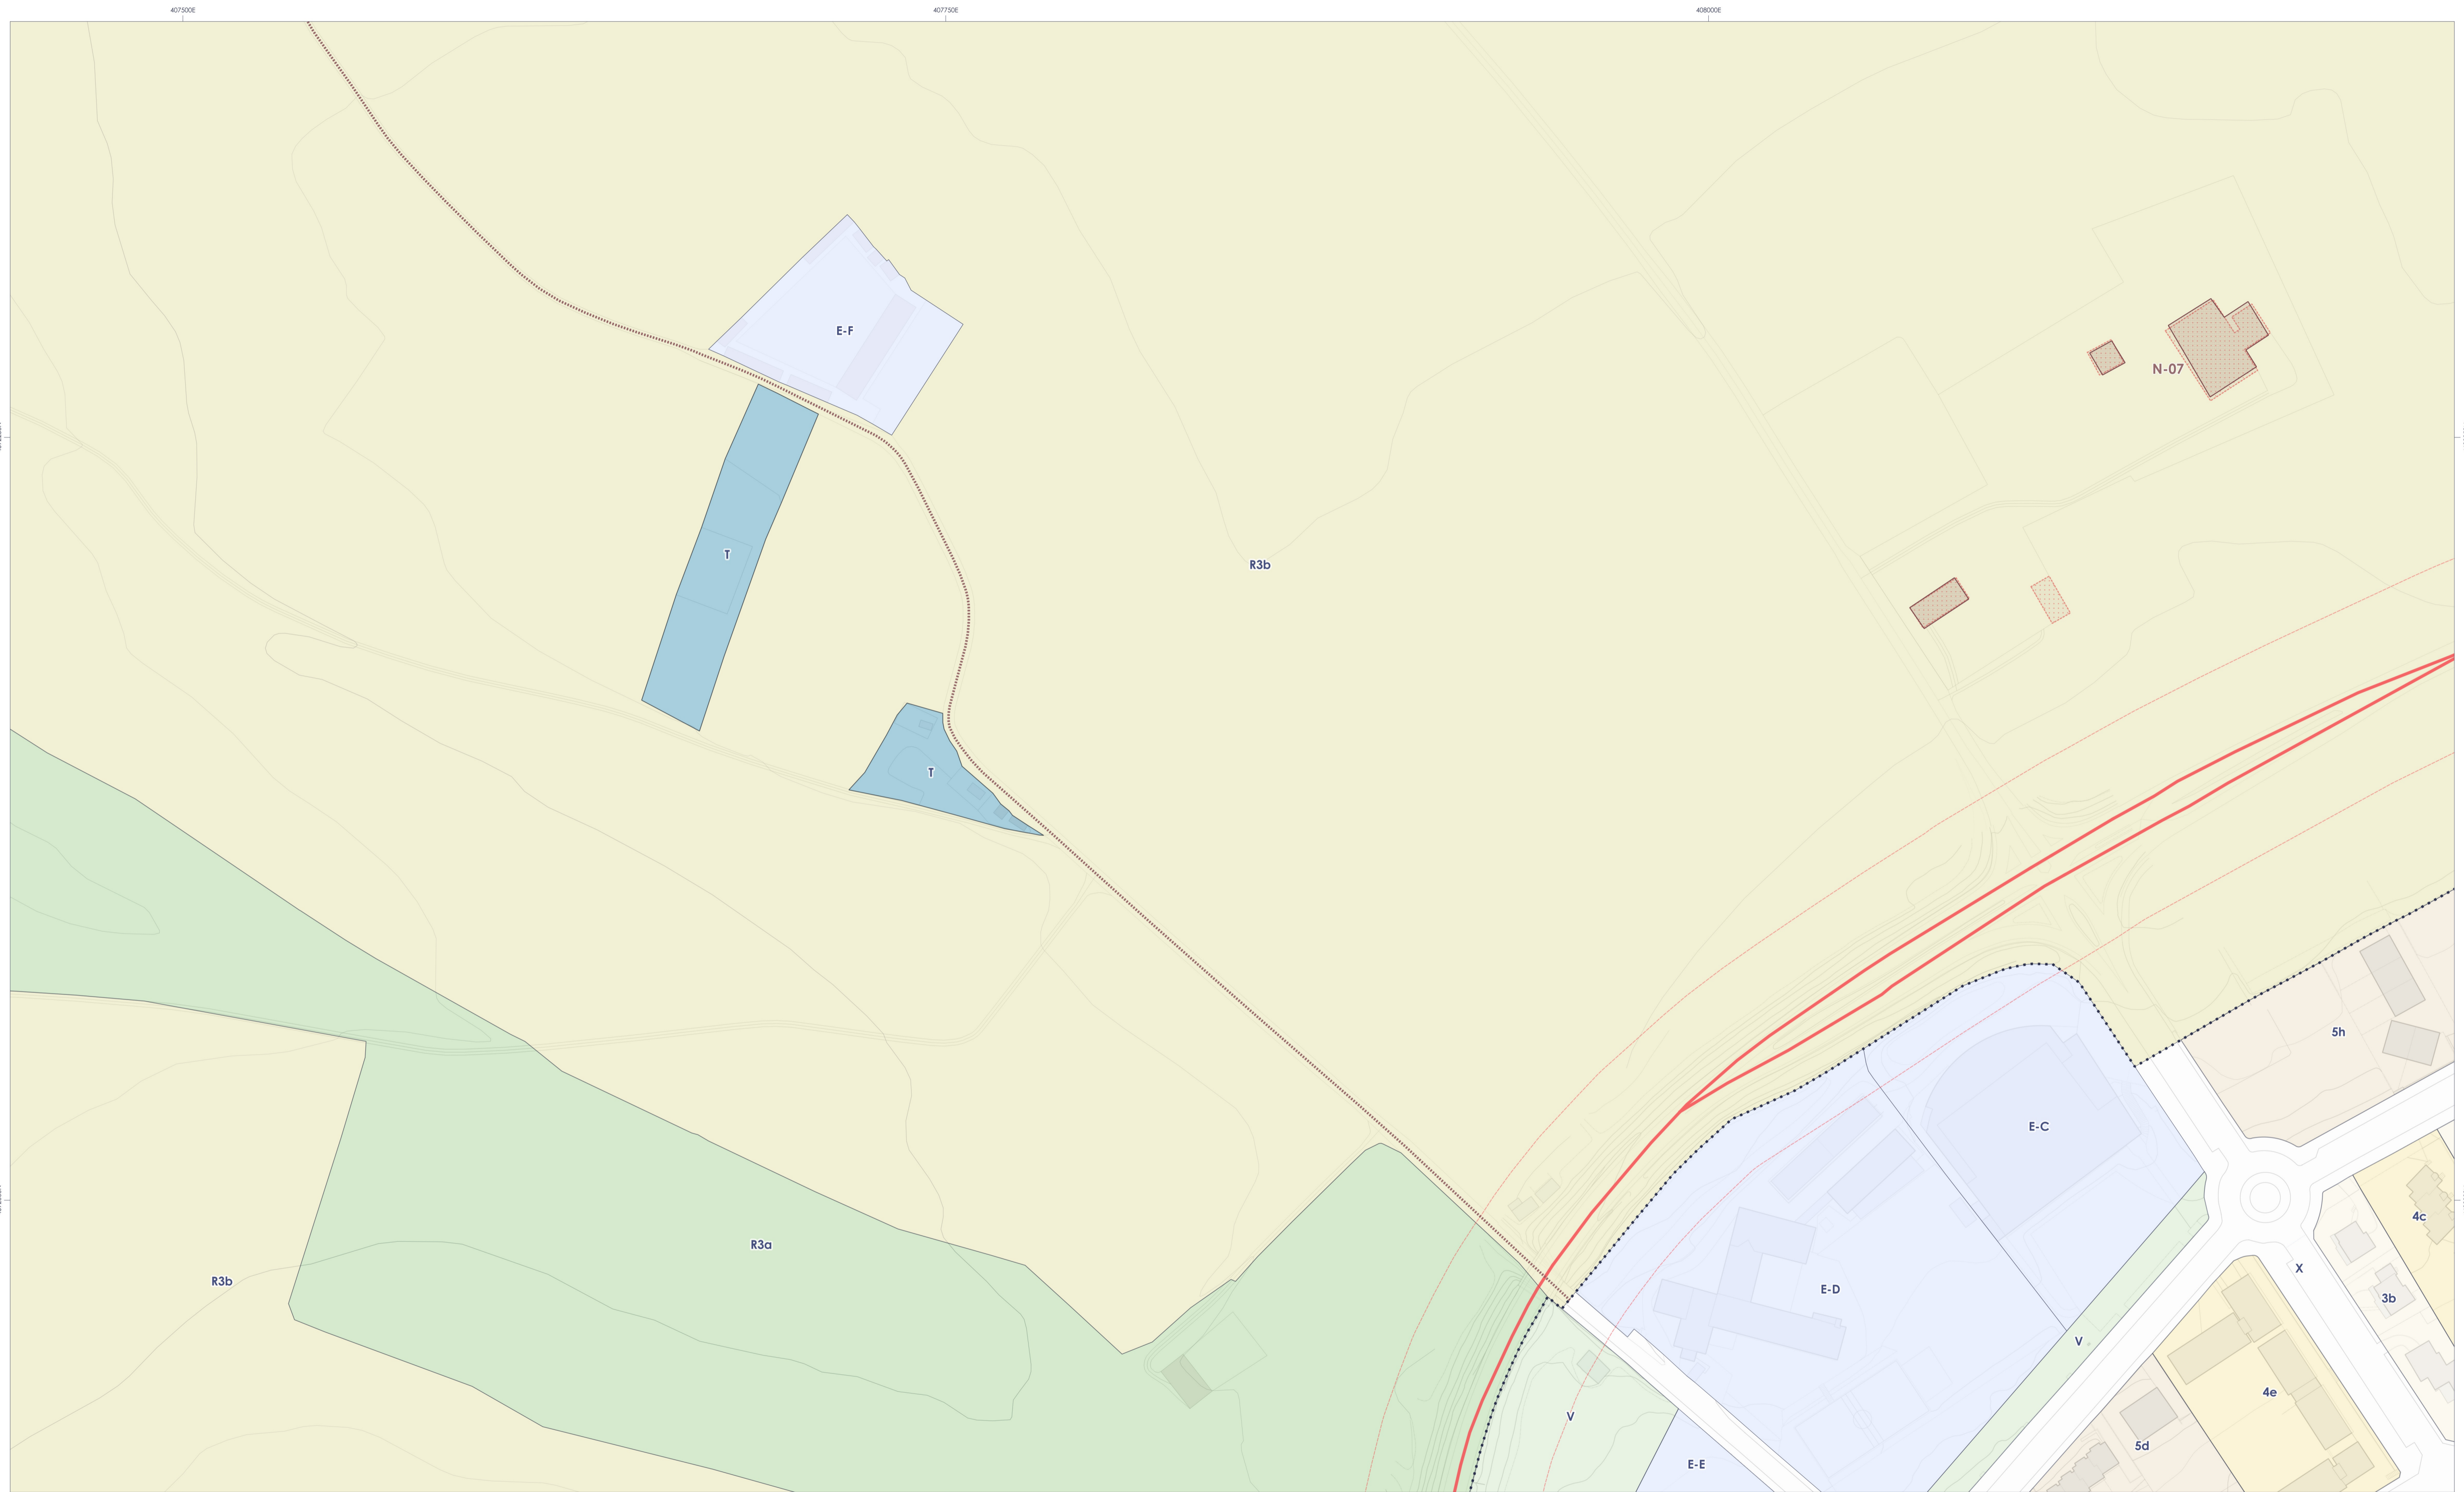 407500E
407750E
408000E
E-F
N-07
T
R3b
T
5h
E-C
4c
R3a
X
R3b
E-D
3b
V
4e
V
5d
E-E